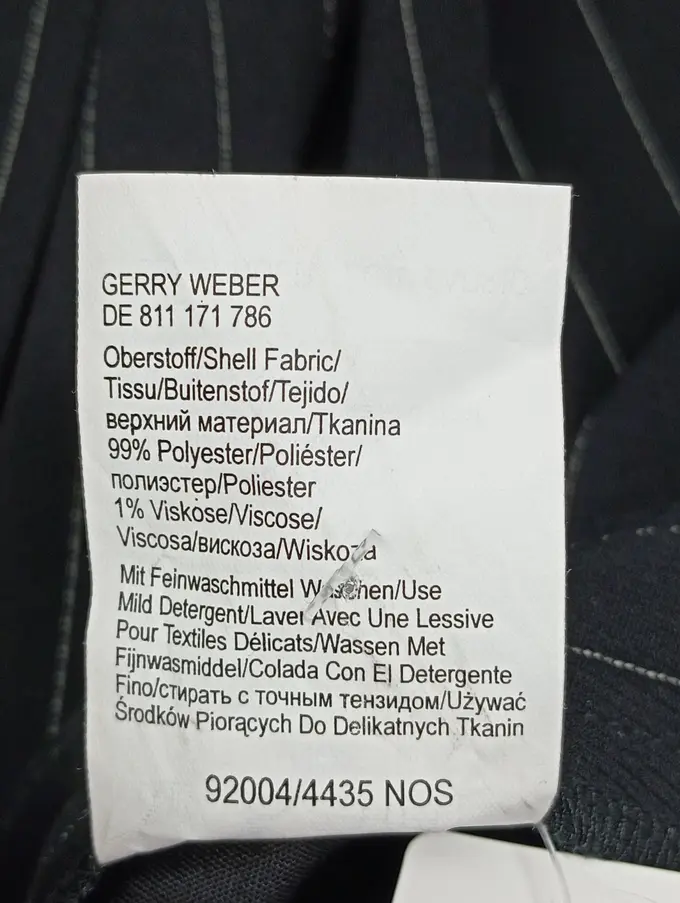 GERRY WEBER
DE 811 171 786
Oberstoff/Shell Fabric/
Tissu/Buitenstof/Tejido/
верхний материал/Tkanina
99% Polyester/Poliéster/
полиэстер/Poliester
1% Viskose/Viscose/
Viscosa/вискоза/Wiskoza
Mit Feinwaschmittel Waschen/Use
Mild Detergent/Laver Avec Une Lessive
Pour Textiles Délicats/Wassen Met
Fijnwasmiddel/Colada Con El Detergente
Fino/стирать с точным тензидом/Używać
Środków Piorących Do Delikatnych Tkanin
92004/4435 NOS